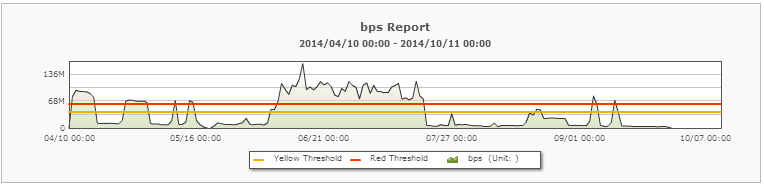 bps Report
2014/04/10 00:00 - 2014/10/11 00:00
136M
68M
0
04/10 00:00 05/16 00:00 06/21 00:00 07/27 00:00 09/01 00:00 10/07 00:00
Yellow Threshold Red Threshold bps (Unit: )